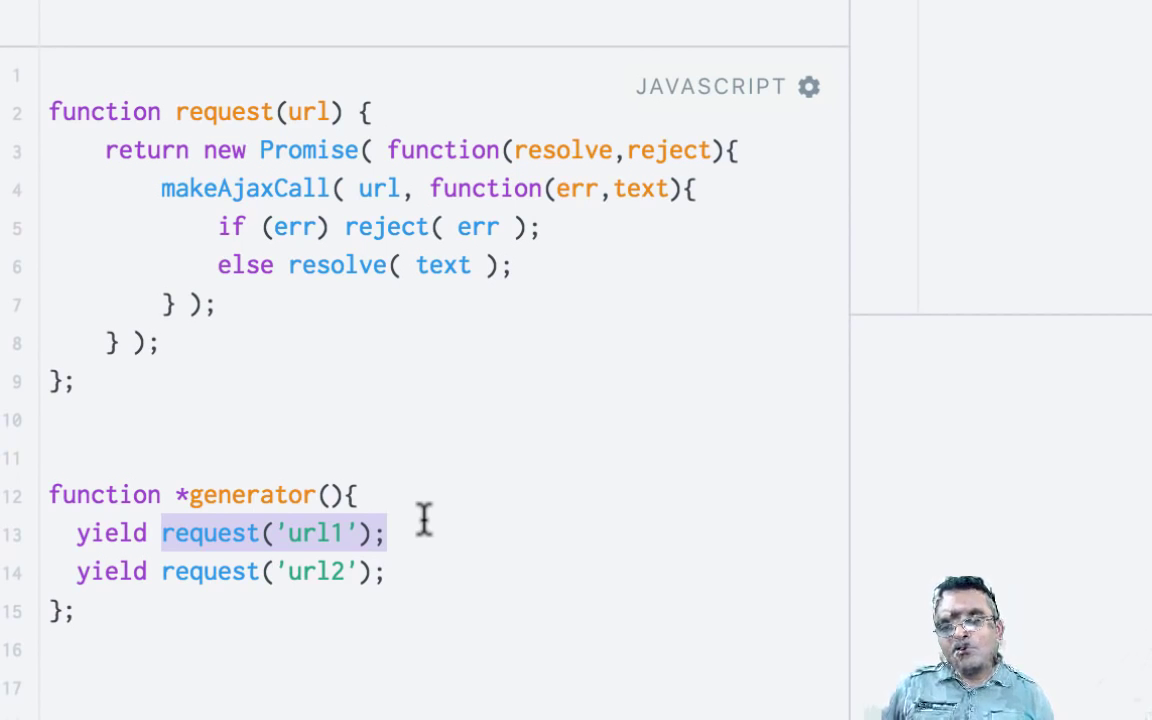 JAVASCRIPT
1
2 function request(url) {
3 return new Promise( function(resolve,reject){
4 makeAjaxCall( url, function(err,text){
5 if (err) reject( err );
6 else resolve( text );
7 } );
8 } );
9 };
10
11
12 function *generator(){
13 yield request('url1');
14 yield request('url2');
15 };
16
17